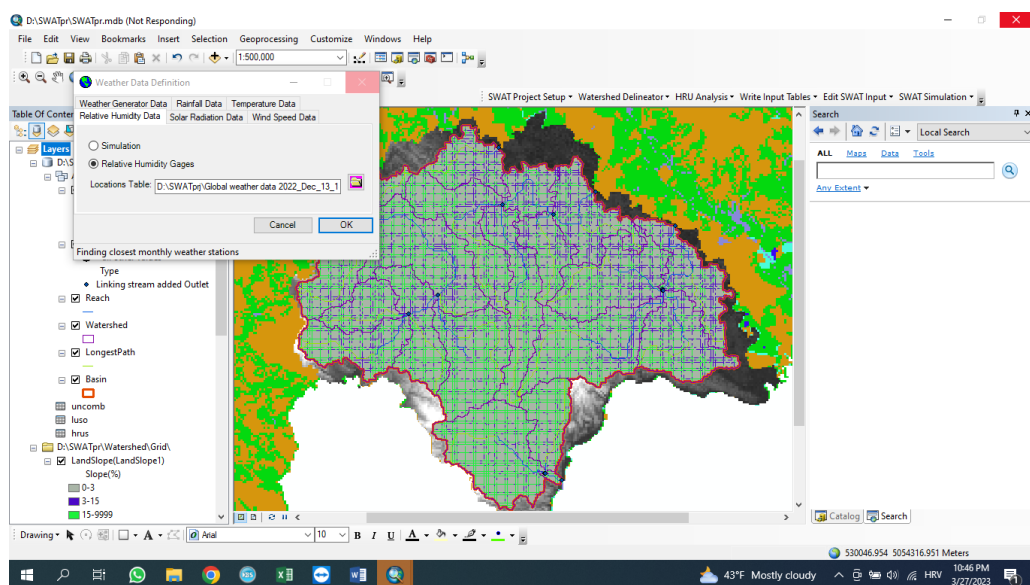 D:\SWATpr\SWATpr.mdb (Not Responding)
File Edit View Bookmarks Insert Selection Geoprocessing Customize Windows Help
1:500,000
SWAT Project Setup Watershed Delineator HRU Analysis Write Input Tables Edit SWAT Input SWAT Simulation
Weather Data Definition
Weather Generator Data Rainfall Data Temperature Data
Relative Humidity Data Solar Radiation Data Wind Speed Data
Simulation
Relative Humidity Gages
Locations Table: D:\SWATprj\Global weather data 2022_Dec_13_1
Cancel OK
Finding closest monthly weather stations
Table Of Conter
Layers
D:\S
Type
Linking stream added Outlet
Reach
Watershed
LongestPath
Basin
uncomb
luso
hrus
D:\SWATpr\Watershed\Grid\
LandSlope(LandSlope1)
Slope(%)
0-3
3-15
15-9999
Search
Local Search
ALL Maps Data Tools
Any Extent
Catalog Search
Drawing Arial 10 B I U A
530046.954 5054316.951 Meters
43°F Mostly cloudy HRV 10:46 PM
3/27/2023